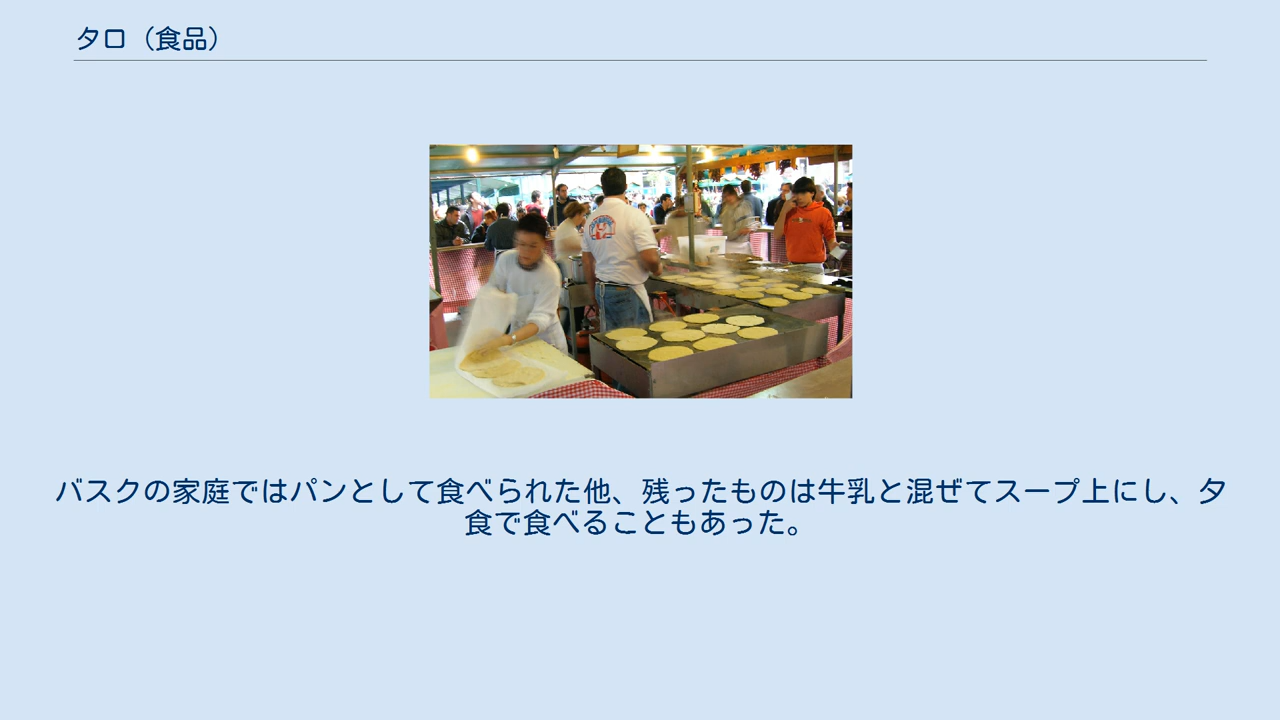 タロ（食品）
バスクの家庭ではパンとして食べられた他、残ったものは牛乳と混ぜてスープ上にし、夕
食で食べることもあった。